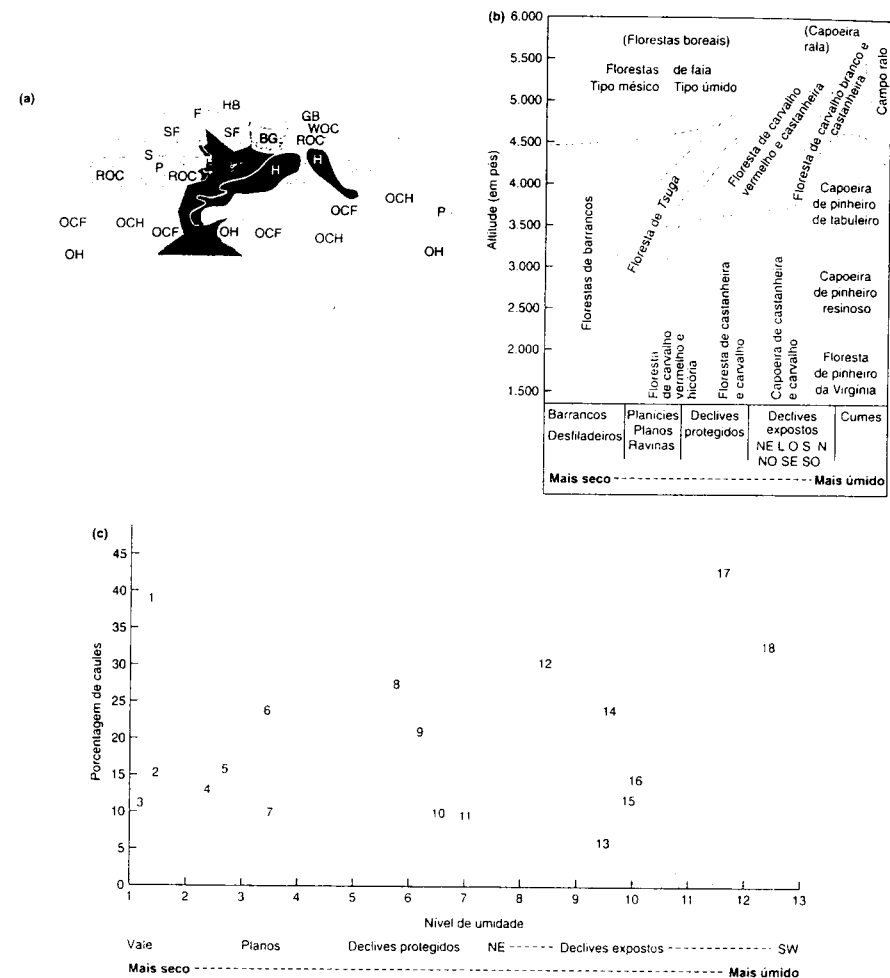 (a)
HB
F
GB
SF
SF
WOC
BG
ROC
S
P
H
H
ROC
ROC
OCF
P
OCF
OCH
OCF
OH
OCF
OCH
OH
OH
(b)
6.000
5.500
5.000
4.500
4.000
3.500
3.000
2.500
2.000
1.500
Altitude (em pés)
(Florestas boreais)
(Capoeira
rala)
Florestas de faia
Tipo mésico Tipo úmido
Florestas de barrancos
Floresta de Tsuga
Floresta de carvalho
vermelho e castanheira
Floresta de carvalho branco e
castanheira
Campo ralo
Capoeira
de pinheiro
de tabuleiro
Floresta
de carvalho
vermelho e
hicória
Floresta de castanheira
e carvalho
Capoeira de castanheira
e carvalho
Capoeira
de pinheiro
resinoso
Floresta
de pinheiro
da Virgínia
Barrancos
Desfiladeiros
Planícies
Planos
Ravinas
Declives
protegidos
Declives
expostos
NE L O S N
NO SE SO
Cumes
Mais seco Mais úmido
(c)
45
40
35
30
25
20
15
10
5
0
Porcentagem de caules
1
2
3
4
5
6
7
8
9
10
11
12
13
14
15
16
17
18
1 2 3 4 5 6 7 8 9 10 11 12 13
Nível de umidade
Vale Planos Declives protegidos NE Declives expostos SW
Mais seco Mais úmido